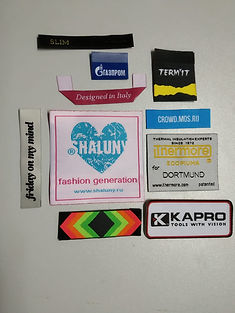 SLIM
ГАЗПРОМ
TERM'IT
Designed in Italy
CROWD.MOS.RU
friday on my mind
SHALUNY
fashion generation
www.shaluny.ru
THERMAL INSULATION EXPERTS
SINCE 1972
Thermore
ECODOWN
for DORTMUND
www.thermore.com patented
KAPRO
TOOLS WITH VISION